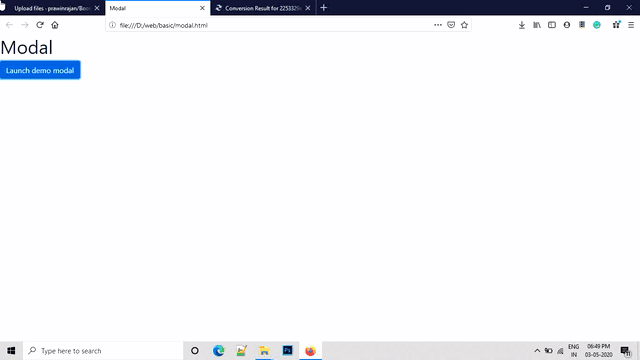 Upload files - prawinrajan/Boo
Modal
Conversion Result for 2253329
file:///D:/web/basic/modal.html
Modal
Launch demo modal
Type here to search
ENG
IN
06:49 PM
03-05-2020